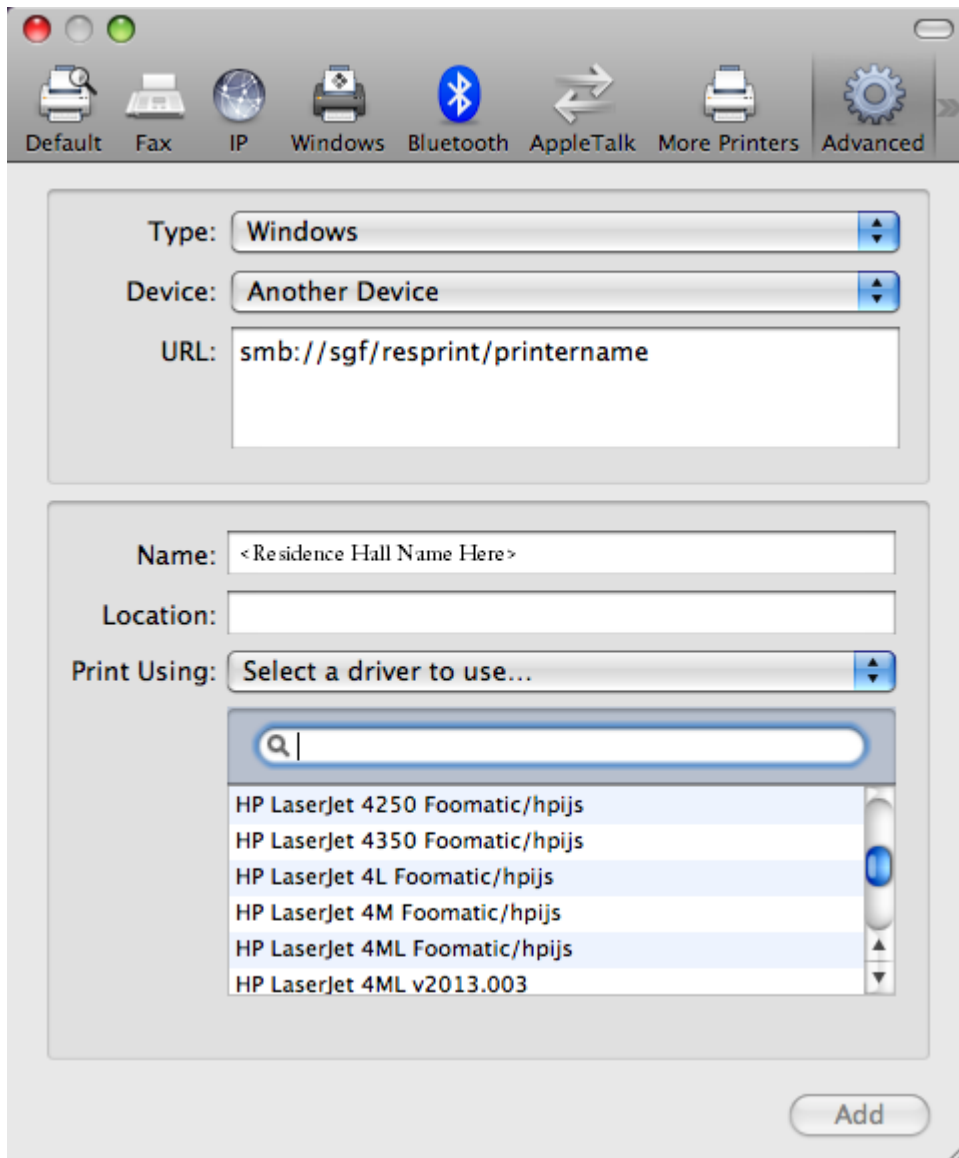 Default Fax IP Windows Bluetooth AppleTalk More Printers Advanced
Type: Windows
Device: Another Device
URL: smb://sgf/resprint/printername
Name: <Residence Hall Name Here>
Location:
Print Using: Select a driver to use...
HP LaserJet 4250 Foomatic/hpijs
HP LaserJet 4350 Foomatic/hpijs
HP LaserJet 4L Foomatic/hpijs
HP LaserJet 4M Foomatic/hpijs
HP LaserJet 4ML Foomatic/hpijs
HP LaserJet 4ML v2013.003
Add